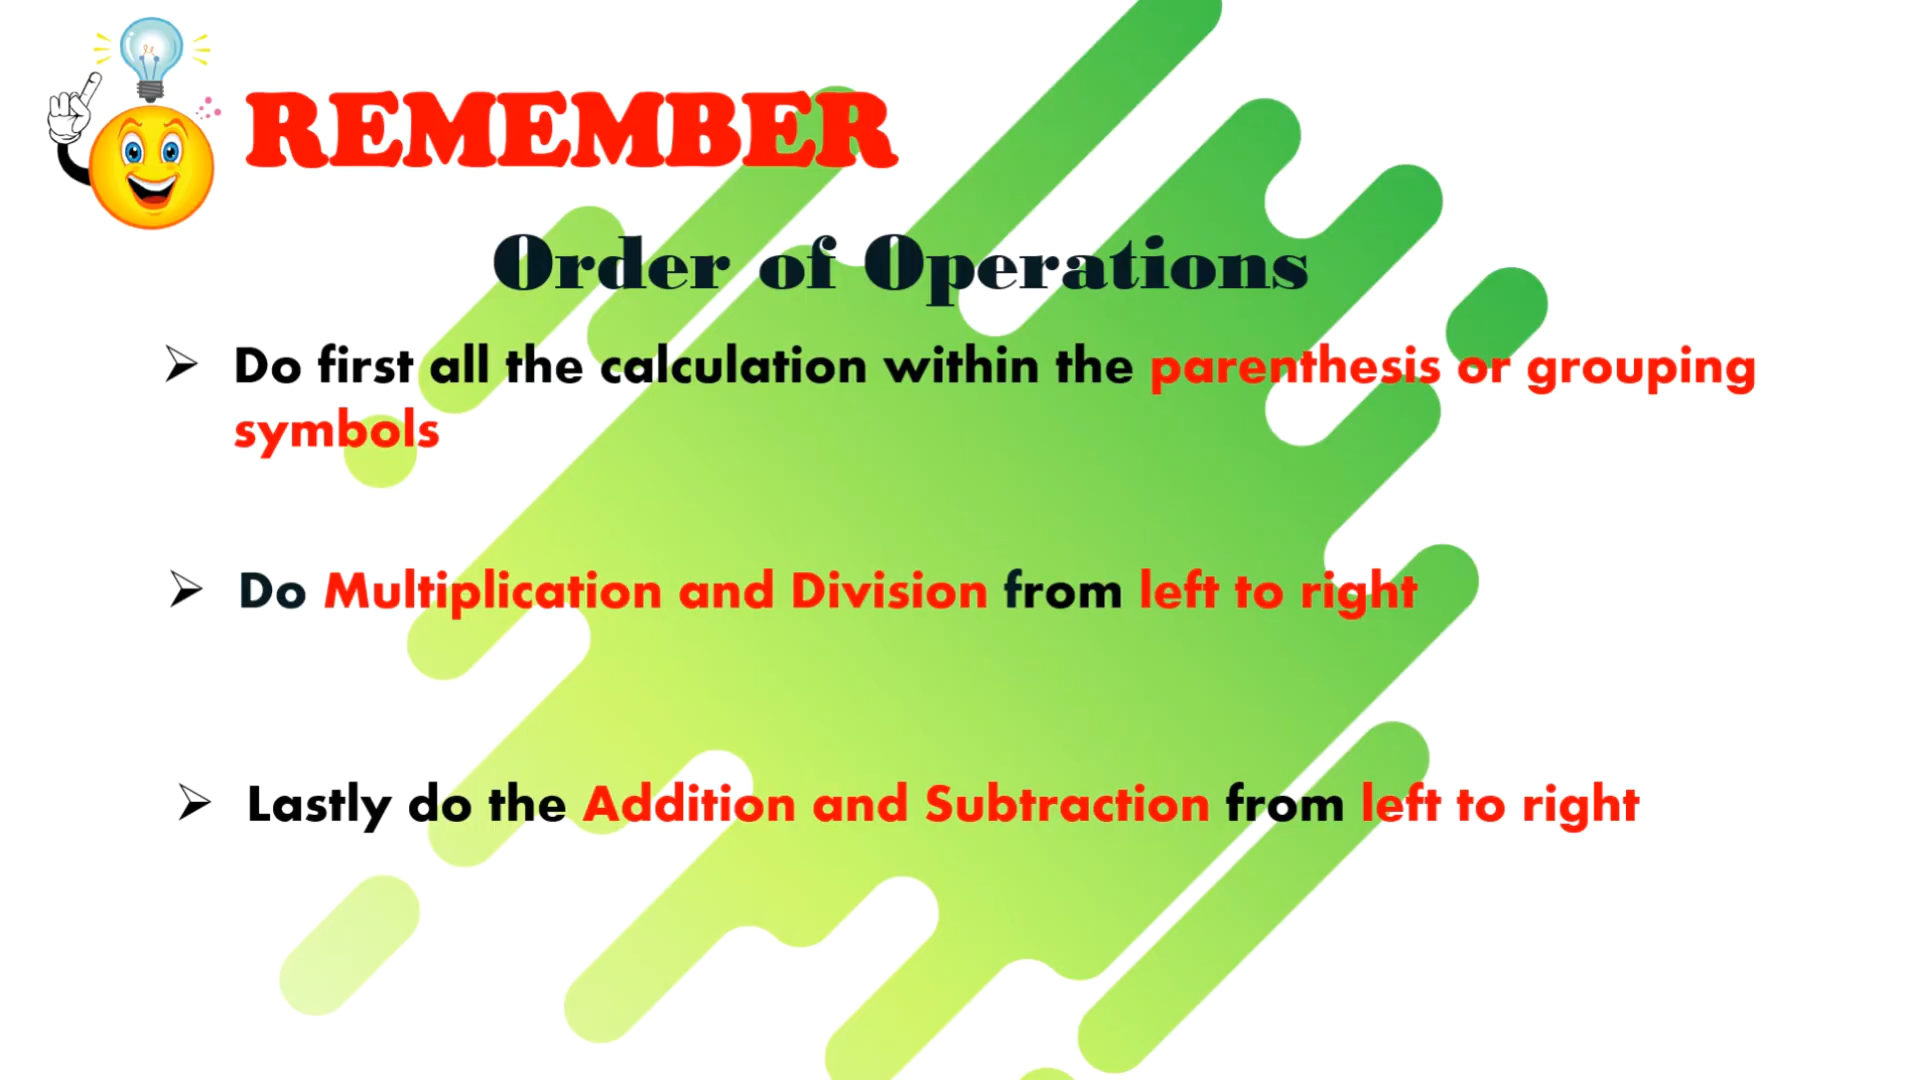 REMEMBER
Order of Operations
➢ Do first all the calculation within the parenthesis or grouping
symbols
➢ Do Multiplication and Division from left to right
➢ Lastly do the Addition and Subtraction from left to right